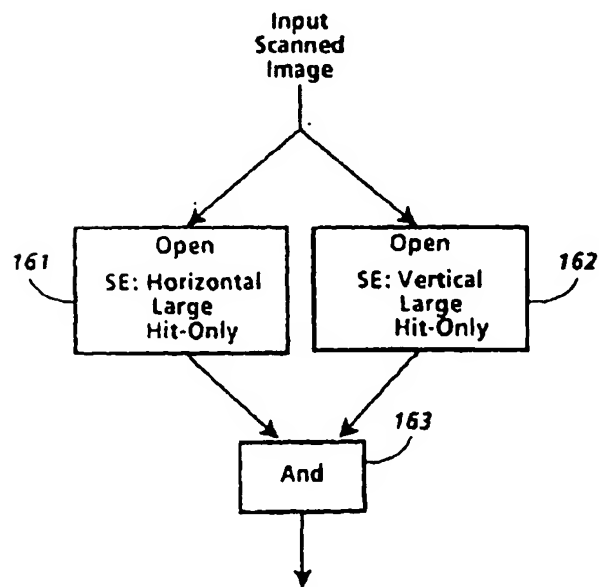 Input
Scanned
Image
161
Open
SE: Horizontal
Large
Hit-Only
Open
SE: Vertical
Large
Hit-Only
162
163
And